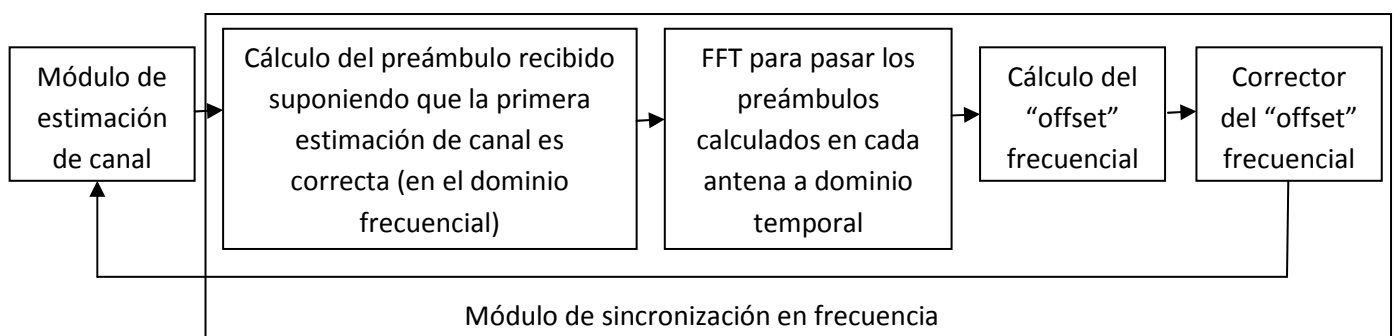 Módulo de
estimación
de canal
Cálculo del preámbulo recibido
suponiendo que la primera
estimación de canal es
correcta (en el dominio
frecuencial)
FFT para pasar los
preámbulos
calculados en cada
antena a dominio
temporal
Cálculo del
“offset”
frecuencial
Corrector
del “offset”
frecuencial
Módulo de sincronización en frecuencia